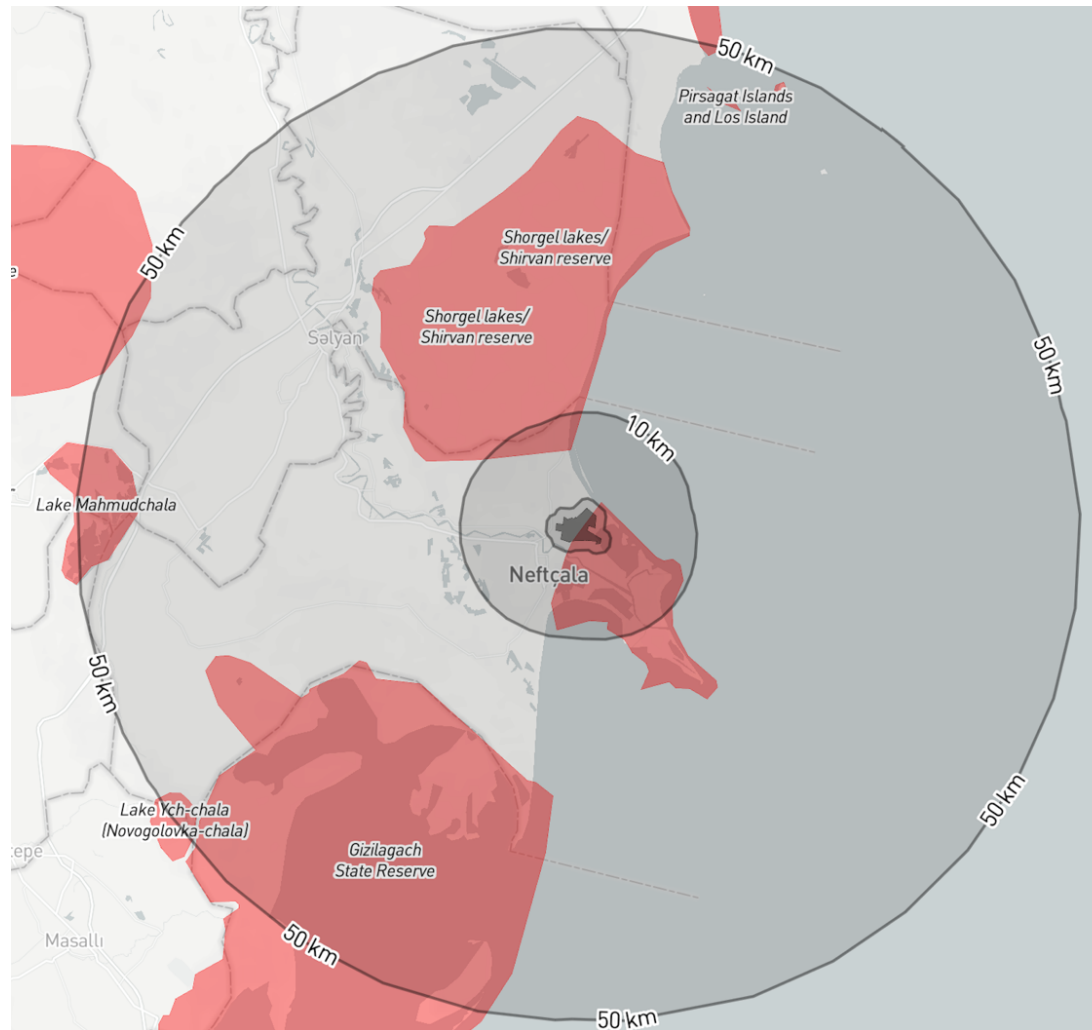 50 km
Pirsagat Islands
and Los Island
50 km
Shorgel lakes/
Shirvan reserve
e
Shorgel lakes/
Shirvan reserve
Səlyan
50 km
10 km
Lake Mahmudchala
Neftçala
50 km
50 km
Lake Ych-chala
(Novogolovka-chala)
tepe
Gizilagach
State Reserve
Masallı
50 km
50 km